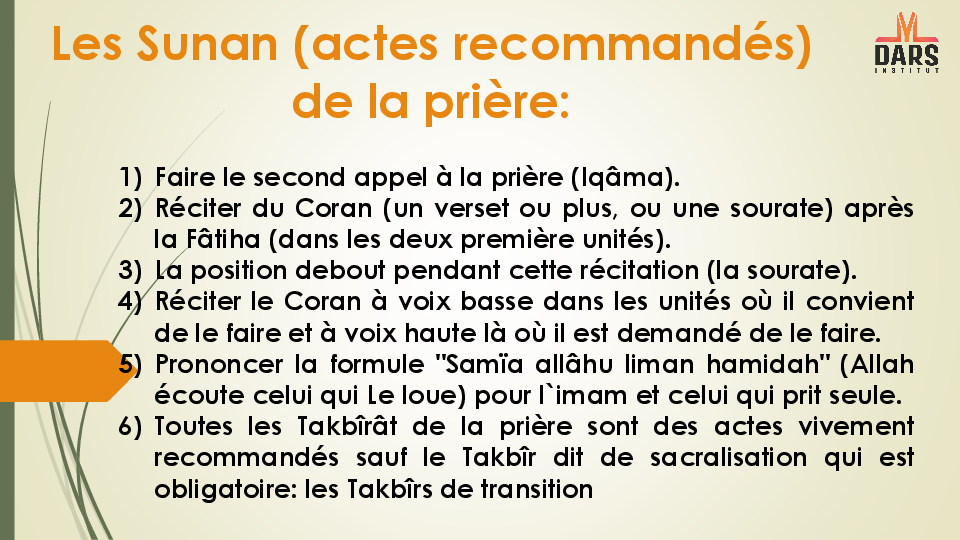 Les Sunan (actes recommandés)
de la prière:
DARS
INSTITUT
1) Faire le second appel à la prière (Iqâma).
2) Réciter du Coran (un verset ou plus, ou une sourate) après
la Fâtiha (dans les deux première unités).
3) La position debout pendant cette récitation (la sourate).
4) Réciter le Coran à voix basse dans les unités où il convient
de le faire et à voix haute là où il est demandé de le faire.
5) Prononcer la formule "Samïa allâhu liman hamidah" (Allah
écoute celui qui Le loue) pour l`imam et celui qui prit seule.
6) Toutes les Takbîrât de la prière sont des actes vivement
recommandés sauf le Takbîr dit de sacralisation qui est
obligatoire: les Takbîrs de transition